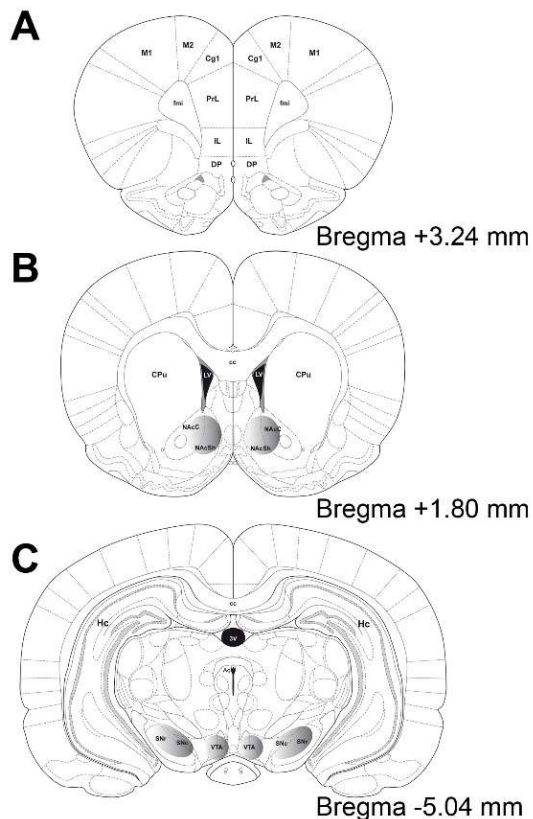 A
M1 M2 M2 M1
Cg1 Cg1
fmi PrL PrL fmi
IL IL
DP DP
Bregma +3.24 mm
B
cc
CPu LV LV CPu
NAcC NAcC
NAcSh NAcSh
Bregma +1.80 mm
C
cc
Hc Hc
3V
SNr SNc VTA VTA SNc SNr
Bregma -5.04 mm